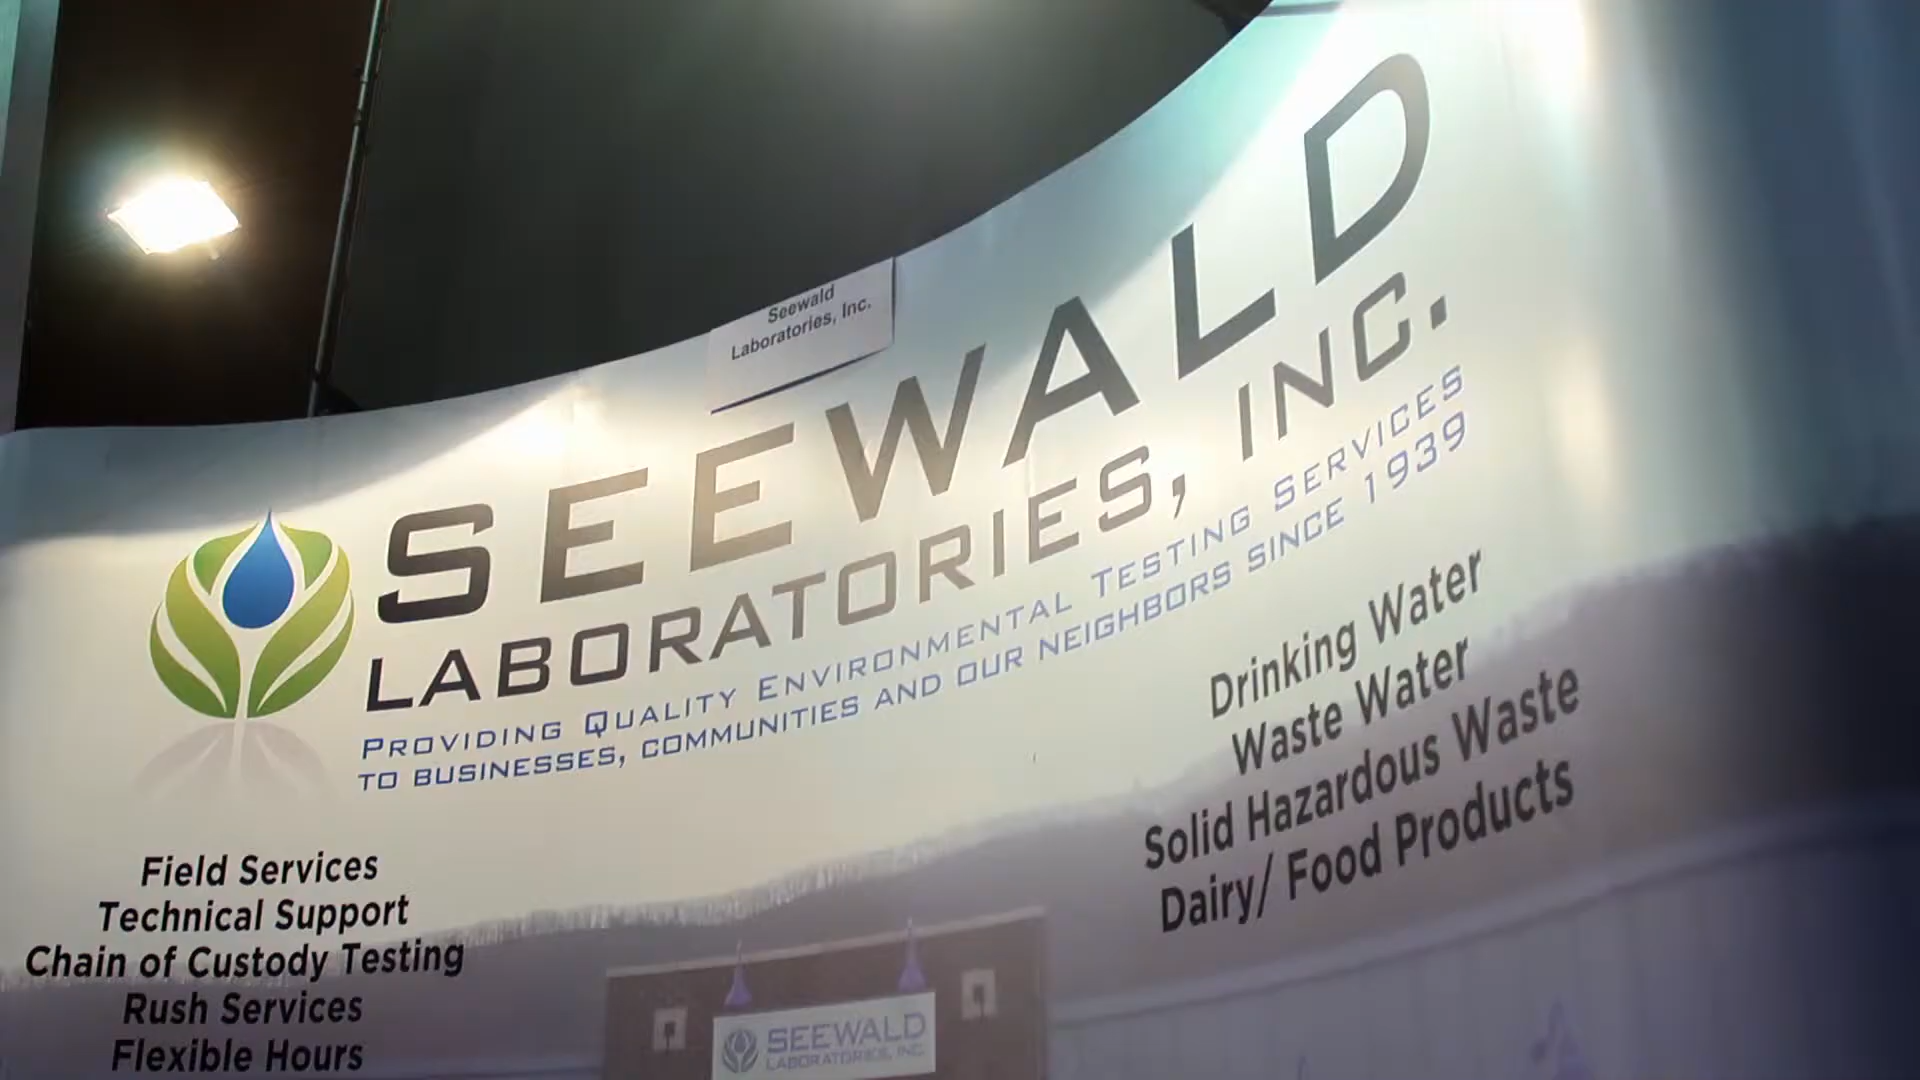 Seewald
Laboratories, Inc.
SEEWALD
LABORATORIES, INC.
PROVIDING QUALITY ENVIRONMENTAL TESTING SERVICES
TO BUSINESSES, COMMUNITIES AND OUR NEIGHBORS SINCE 1939
Field Services
Technical Support
Chain of Custody Testing
Rush Services
Flexible Hours
Drinking Water
Waste Water
Solid Hazardous Waste
Dairy/ Food Products
SEEWALD
LABORATORIES, INC.